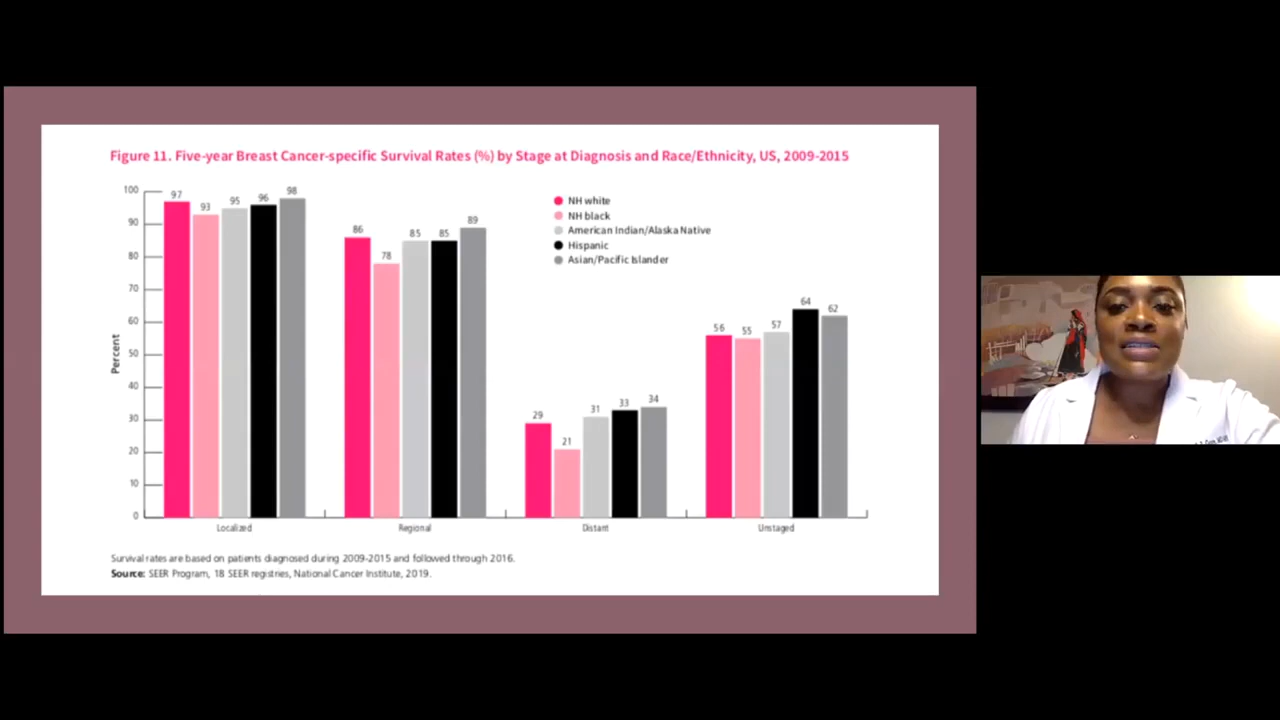 Figure 11. Five-year Breast Cancer-specific Survival Rates (%) by Stage at Diagnosis and Race/Ethnicity, US, 2009-2015
Percent
100
90
80
70
60
50
40
30
20
10
0
97
93
95
96
98
86
78
85
85
89
29
21
31
33
34
56
55
57
64
62
NH white
NH black
American Indian/Alaska Native
Hispanic
Asian/Pacific Islander
Localized
Regional
Distant
Unstaged
Survival rates are based on patients diagnosed during 2009-2015 and followed through 2016.
Source: SEER Program, 18 SEER registries, National Cancer Institute, 2019.